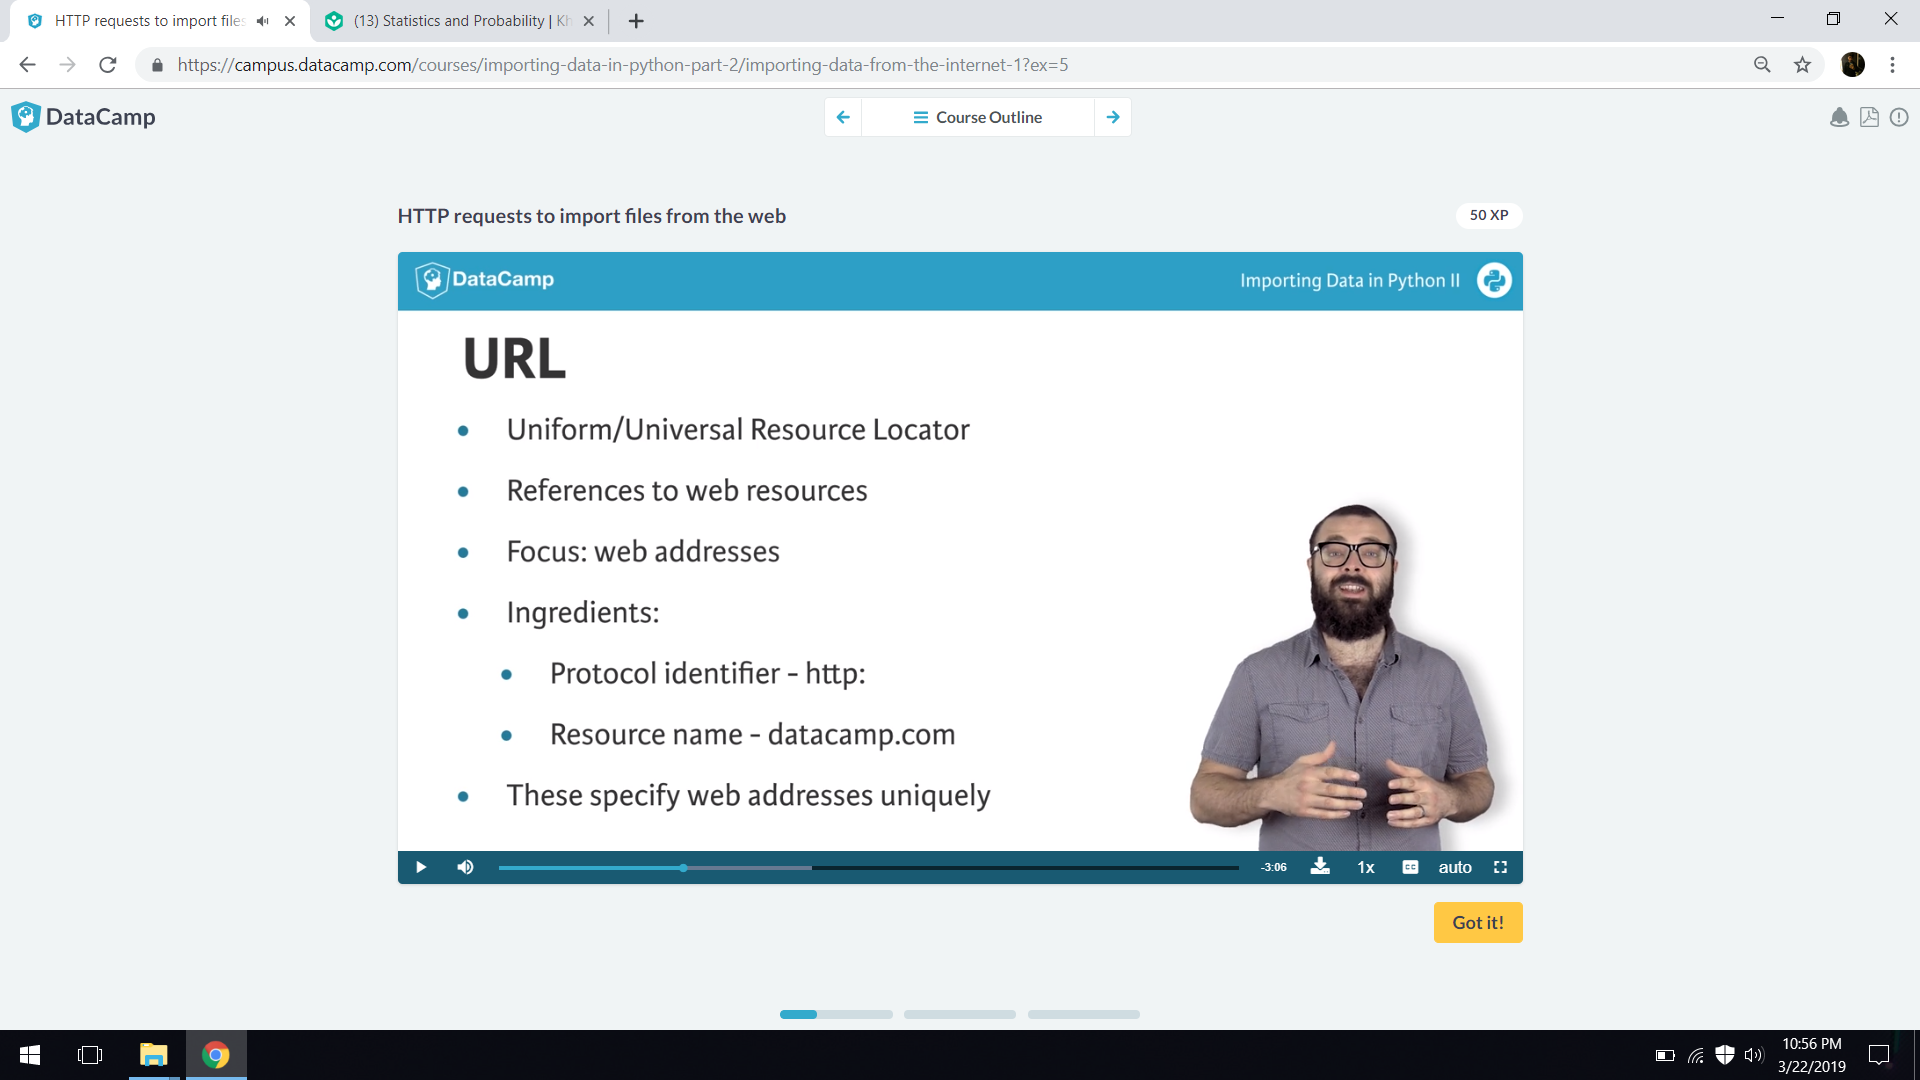 HTTP requests to import files
(13) Statistics and Probability | Kh
https://campus.datacamp.com/courses/importing-data-in-python-part-2/importing-data-from-the-internet-1?ex=5
DataCamp
Course Outline
HTTP requests to import files from the web
50 XP
DataCamp
Importing Data in Python II
URL
• Uniform/Universal Resource Locator
• References to web resources
• Focus: web addresses
• Ingredients:
• Protocol identifier - http:
• Resource name - datacamp.com
• These specify web addresses uniquely
-3:06
1x
CC
auto
Got it!
10:56 PM
3/22/2019